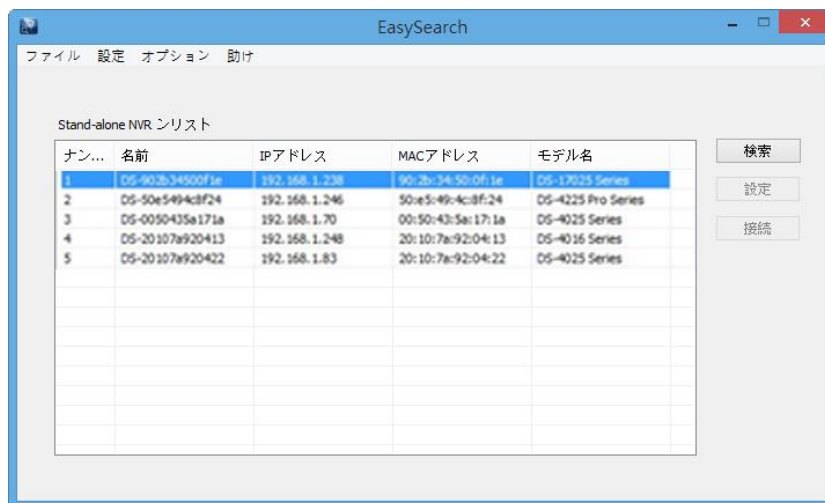 EasySearch
ファイル 設定 オプション 助け
Stand-alone NVR ンリスト
ナン... 名前 IPアドレス MACアドレス モデル名
1 DS-902b34500f1e 192.168.1.238 90:2b:34:50:0f:1e DS-17025 Series
2 DS-50e5494c8f24 192.168.1.246 50:e5:49:4c:8f:24 DS-4225 Pro Series
3 DS-0050435a171a 192.168.1.70 00:50:43:5a:17:1a DS-4025 Series
4 DS-20107a920413 192.168.1.248 20:10:7a:92:04:13 DS-4016 Series
5 DS-20107a920422 192.168.1.83 20:10:7a:92:04:22 DS-4025 Series
検索
設定
接続